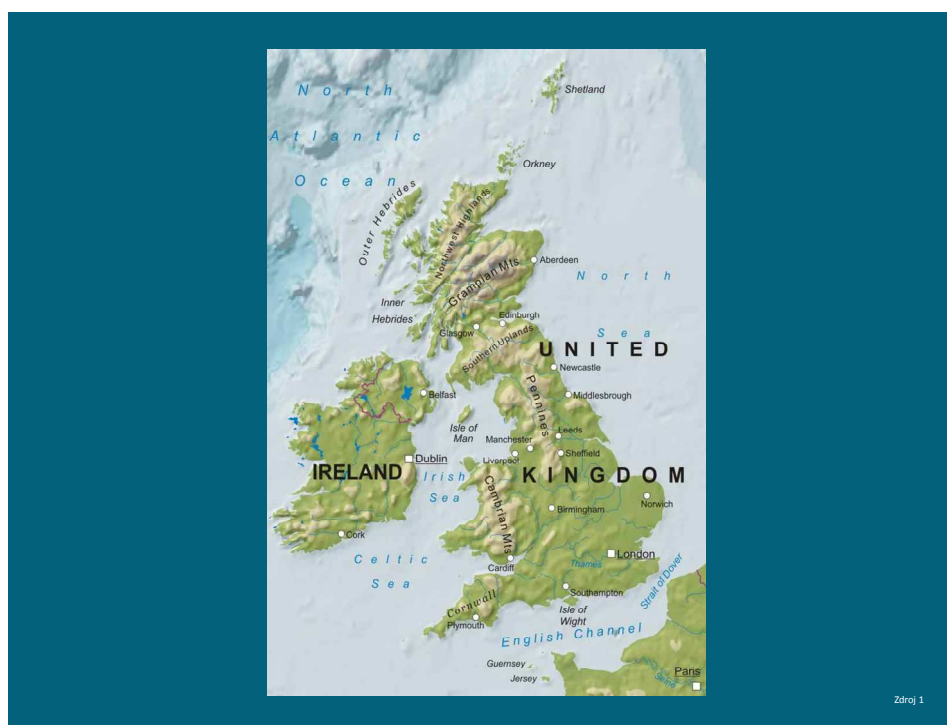 North
Shetland
Atlantic
Orkney
Ocean
Outer Hebrides
Northwest Highlands
Grampian Mts
Aberdeen
North
Inner
Hebrides
Edinburgh
Glasgow
Southern Uplands
Sea
UNITED
Newcastle
Pennines
Belfast
Middlesbrough
Isle of
Man
Leeds
Manchester
Liverpool
Sheffield
Dublin
IRELAND
Irish
Sea
KINGDOM
Cambrian Mts
Norwich
Birmingham
Cork
Celtic
Sea
London
Thames
Cardiff
Strait of Dover
Cornwall
Southampton
Isle of
Wight
Plymouth
English Channel
Guernsey
Jersey
Paris
Seine
Zdroj 1